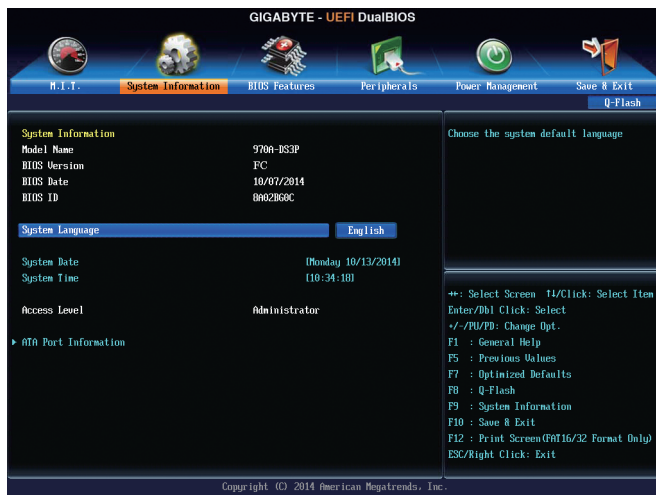 GIGABYTE - UEFI DualBIOS
M.I.T.
System Information
BIOS Features
Peripherals
Power Management
Save & Exit
Q-Flash
System Information
Model Name 970A-DS3P
BIOS Version FC
BIOS Date 10/07/2014
BIOS ID 8A02BG0C
System Language English
System Date [Monday 10/13/2014]
System Time [10:34:18]
Access Level Administrator
ATA Port Information
Choose the system default language
→←: Select Screen ↑↓/Click: Select Item
Enter/Dbl Click: Select
+/-/PU/PD: Change Opt.
F1 : General Help
F5 : Previous Values
F7 : Optimized Defaults
F8 : Q-Flash
F9 : System Information
F10 : Save & Exit
F12 : Print Screen(FAT16/32 Format Only)
ESC/Right Click: Exit
Copyright (C) 2014 American Megatrends, Inc.